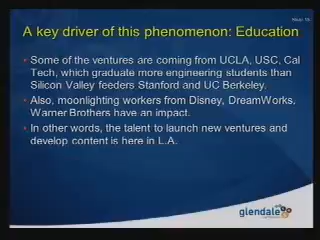 A key driver of this phenomenon: Education
• Some of the ventures are coming from UCLA, USC, Cal
Tech, which graduate more engineering students than
Silicon Valley feeders Stanford and UC Berkeley.
• Also, moonlighting workers from Disney, DreamWorks,
Warner Brothers have an impact.
• In other words, the talent to launch new ventures and
develop content is here in L.A.
glendale